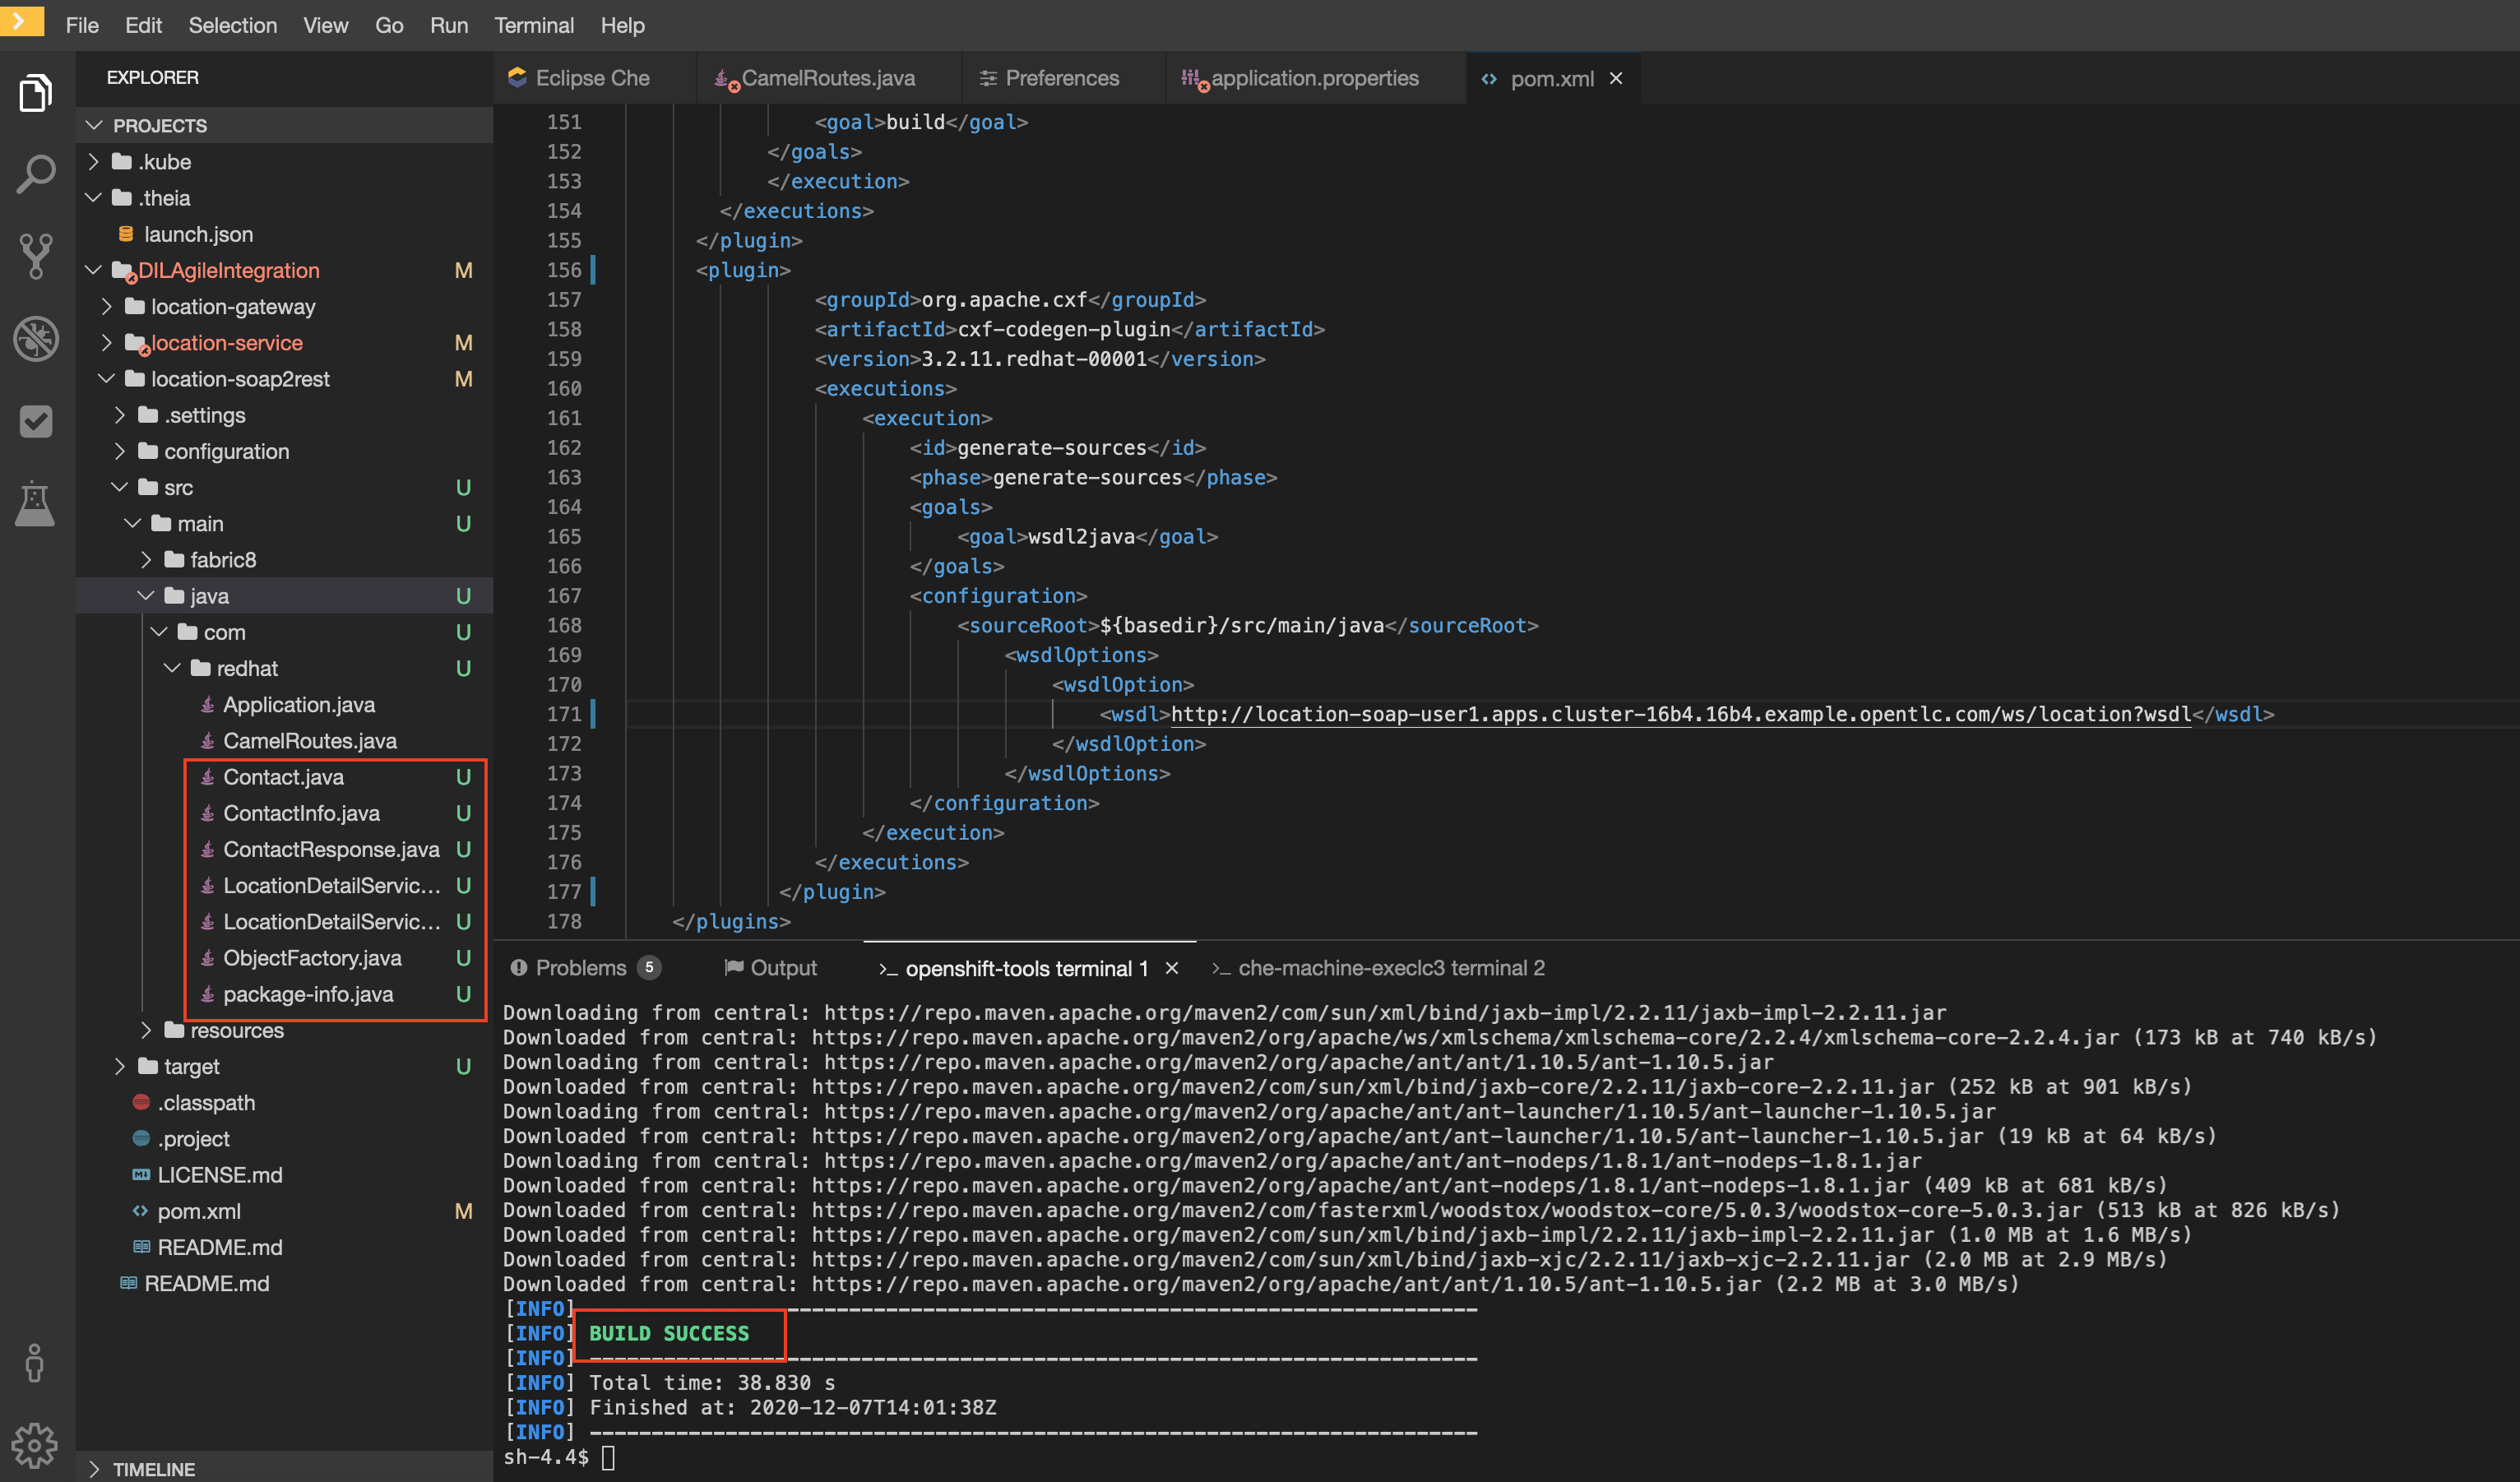 File Edit Selection View Go Run Terminal Help
EXPLORER
PROJECTS
.kube
.theia
launch.json
DILAgileIntegration M
location-gateway
location-service M
location-soap2rest M
.settings
configuration
src U
main U
fabric8
java U
com U
redhat U
Application.java
CamelRoutes.java
Contact.java U
ContactInfo.java U
ContactResponse.java U
LocationDetailServic... U
LocationDetailServic... U
ObjectFactory.java U
package-info.java U
resources
target U
.classpath
.project
LICENSE.md
pom.xml M
README.md
README.md
TIMELINE
Eclipse Che CamelRoutes.java Preferences application.properties pom.xml
151 <goal>build</goal>
152 </goals>
153 </execution>
154 </executions>
155 </plugin>
156 <plugin>
157 <groupId>org.apache.cxf</groupId>
158 <artifactId>cxf-codegen-plugin</artifactId>
159 <version>3.2.11.redhat-00001</version>
160 <executions>
161 <execution>
162 <id>generate-sources</id>
163 <phase>generate-sources</phase>
164 <goals>
165 <goal>wsdl2java</goal>
166 </goals>
167 <configuration>
168 <sourceRoot>${basedir}/src/main/java</sourceRoot>
169 <wsdlOptions>
170 <wsdlOption>
171 <wsdl>http://location-soap-user1.apps.cluster-16b4.16b4.example.opentlc.com/ws/location?wsdl</wsdl>
172 </wsdlOption>
173 </wsdlOptions>
174 </configuration>
175 </execution>
176 </executions>
177 </plugin>
178 </plugins>
Problems 5 Output >_ openshift-tools terminal 1 >_ che-machine-execlc3 terminal 2
Downloading from central: https://repo.maven.apache.org/maven2/com/sun/xml/bind/jaxb-impl/2.2.11/jaxb-impl-2.2.11.jar
Downloaded from central: https://repo.maven.apache.org/maven2/org/apache/ws/xmlschema/xmlschema-core/2.2.4/xmlschema-core-2.2.4.jar (173 kB at 740 kB/s)
Downloading from central: https://repo.maven.apache.org/maven2/org/apache/ant/ant/1.10.5/ant-1.10.5.jar
Downloaded from central: https://repo.maven.apache.org/maven2/com/sun/xml/bind/jaxb-core/2.2.11/jaxb-core-2.2.11.jar (252 kB at 901 kB/s)
Downloading from central: https://repo.maven.apache.org/maven2/org/apache/ant/ant-launcher/1.10.5/ant-launcher-1.10.5.jar
Downloaded from central: https://repo.maven.apache.org/maven2/org/apache/ant/ant-launcher/1.10.5/ant-launcher-1.10.5.jar (19 kB at 64 kB/s)
Downloading from central: https://repo.maven.apache.org/maven2/org/apache/ant/ant-nodeps/1.8.1/ant-nodeps-1.8.1.jar
Downloaded from central: https://repo.maven.apache.org/maven2/org/apache/ant/ant-nodeps/1.8.1/ant-nodeps-1.8.1.jar (409 kB at 681 kB/s)
Downloaded from central: https://repo.maven.apache.org/maven2/com/fasterxml/woodstox/woodstox-core/5.0.3/woodstox-core-5.0.3.jar (513 kB at 826 kB/s)
Downloaded from central: https://repo.maven.apache.org/maven2/com/sun/xml/bind/jaxb-impl/2.2.11/jaxb-impl-2.2.11.jar (1.0 MB at 1.6 MB/s)
Downloaded from central: https://repo.maven.apache.org/maven2/com/sun/xml/bind/jaxb-xjc/2.2.11/jaxb-xjc-2.2.11.jar (2.0 MB at 2.9 MB/s)
Downloaded from central: https://repo.maven.apache.org/maven2/org/apache/ant/ant/1.10.5/ant-1.10.5.jar (2.2 MB at 3.0 MB/s)
[INFO] ------------------------------------------------------------------------
[INFO] BUILD SUCCESS
[INFO] ------------------------------------------------------------------------
[INFO] Total time: 38.830 s
[INFO] Finished at: 2020-12-07T14:01:38Z
[INFO] ------------------------------------------------------------------------
sh-4.4$